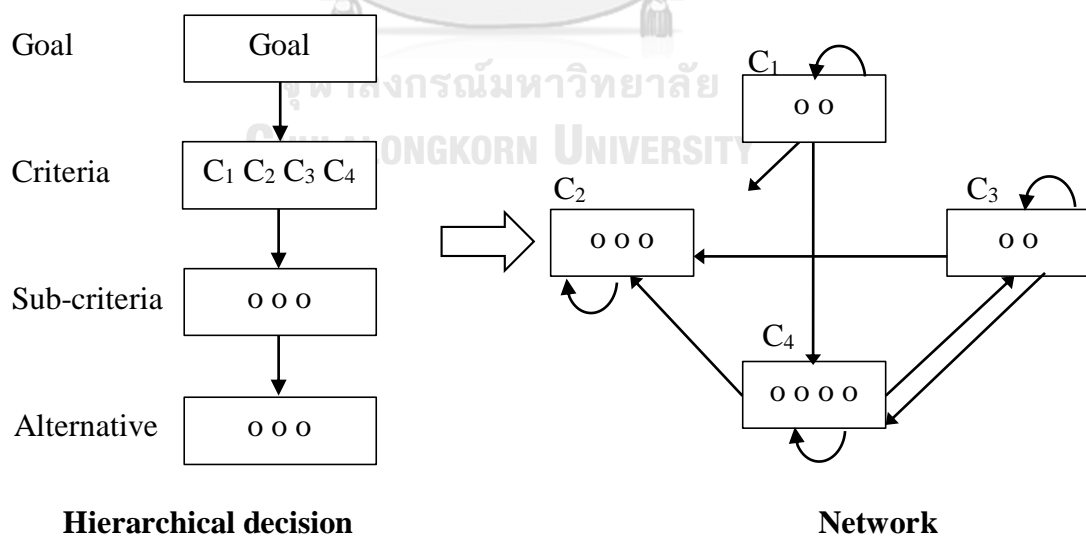 Goal
Goal
จุฬาลงกรณ์มหาวิทยาลัย
CHULALONGKORN UNIVERSITY
Criteria
C1 C2 C3 C4
Sub-criteria
o o o
Alternative
o o o
Hierarchical decision
C1
o o
C2
o o o
C3
o o
C4
o o o o
Network